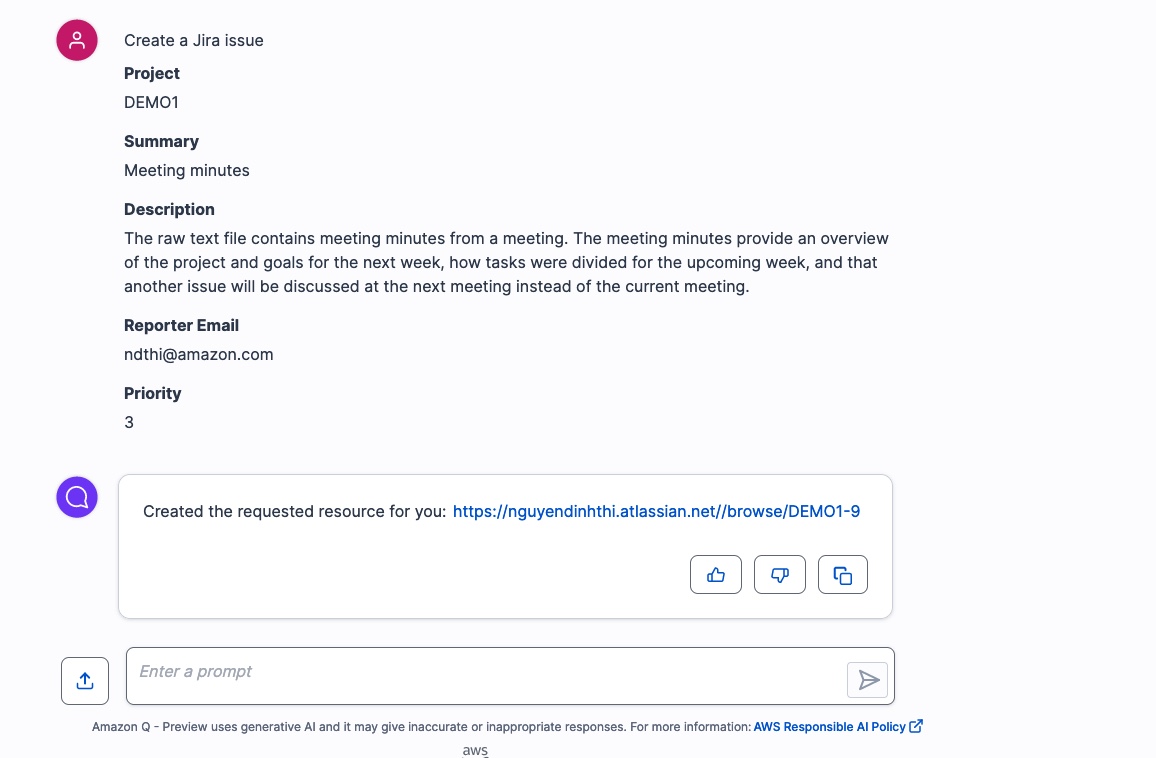 Create a Jira issue
Project
DEMO1
Summary
Meeting minutes
Description
The raw text file contains meeting minutes from a meeting. The meeting minutes provide an overview
of the project and goals for the next week, how tasks were divided for the upcoming week, and that
another issue will be discussed at the next meeting instead of the current meeting.
Reporter Email
ndthi@amazon.com
Priority
3
Created the requested resource for you: https://nguyendinhthi.atlassian.net//browse/DEMO1-9
Enter a prompt
Amazon Q - Preview uses generative AI and it may give inaccurate or inappropriate responses. For more information: AWS Responsible AI Policy
aws